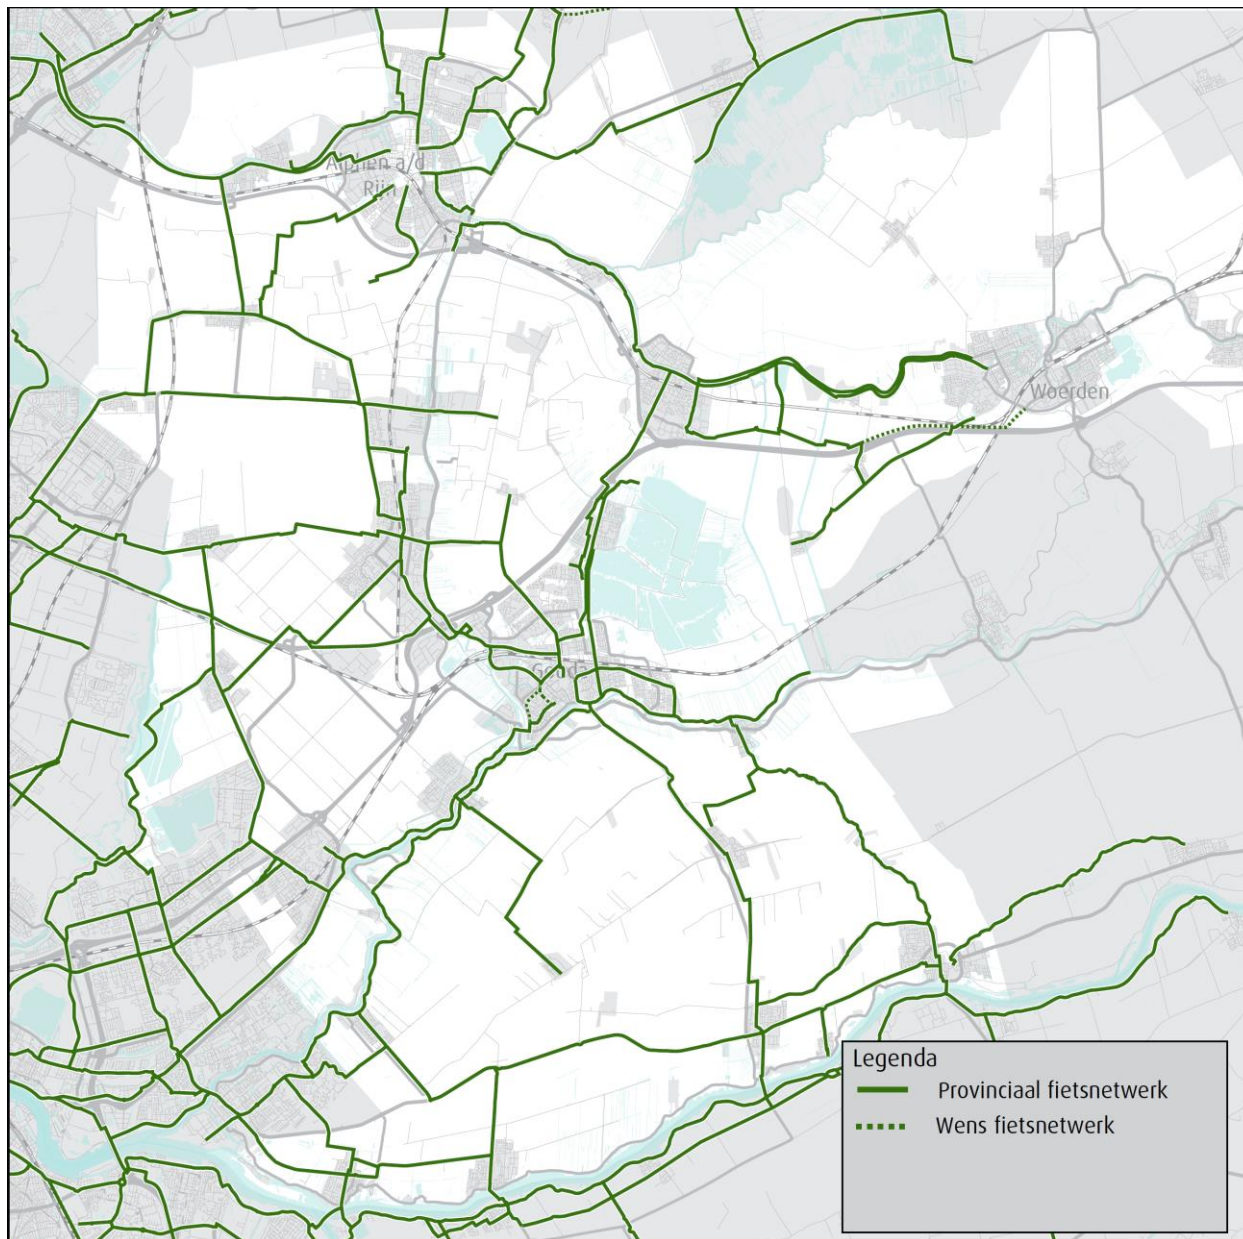 Alphen a/d
Rijn
Woerden
Gouda
Legenda
Provinciaal fietsnetwerk
Wens fietsnetwerk